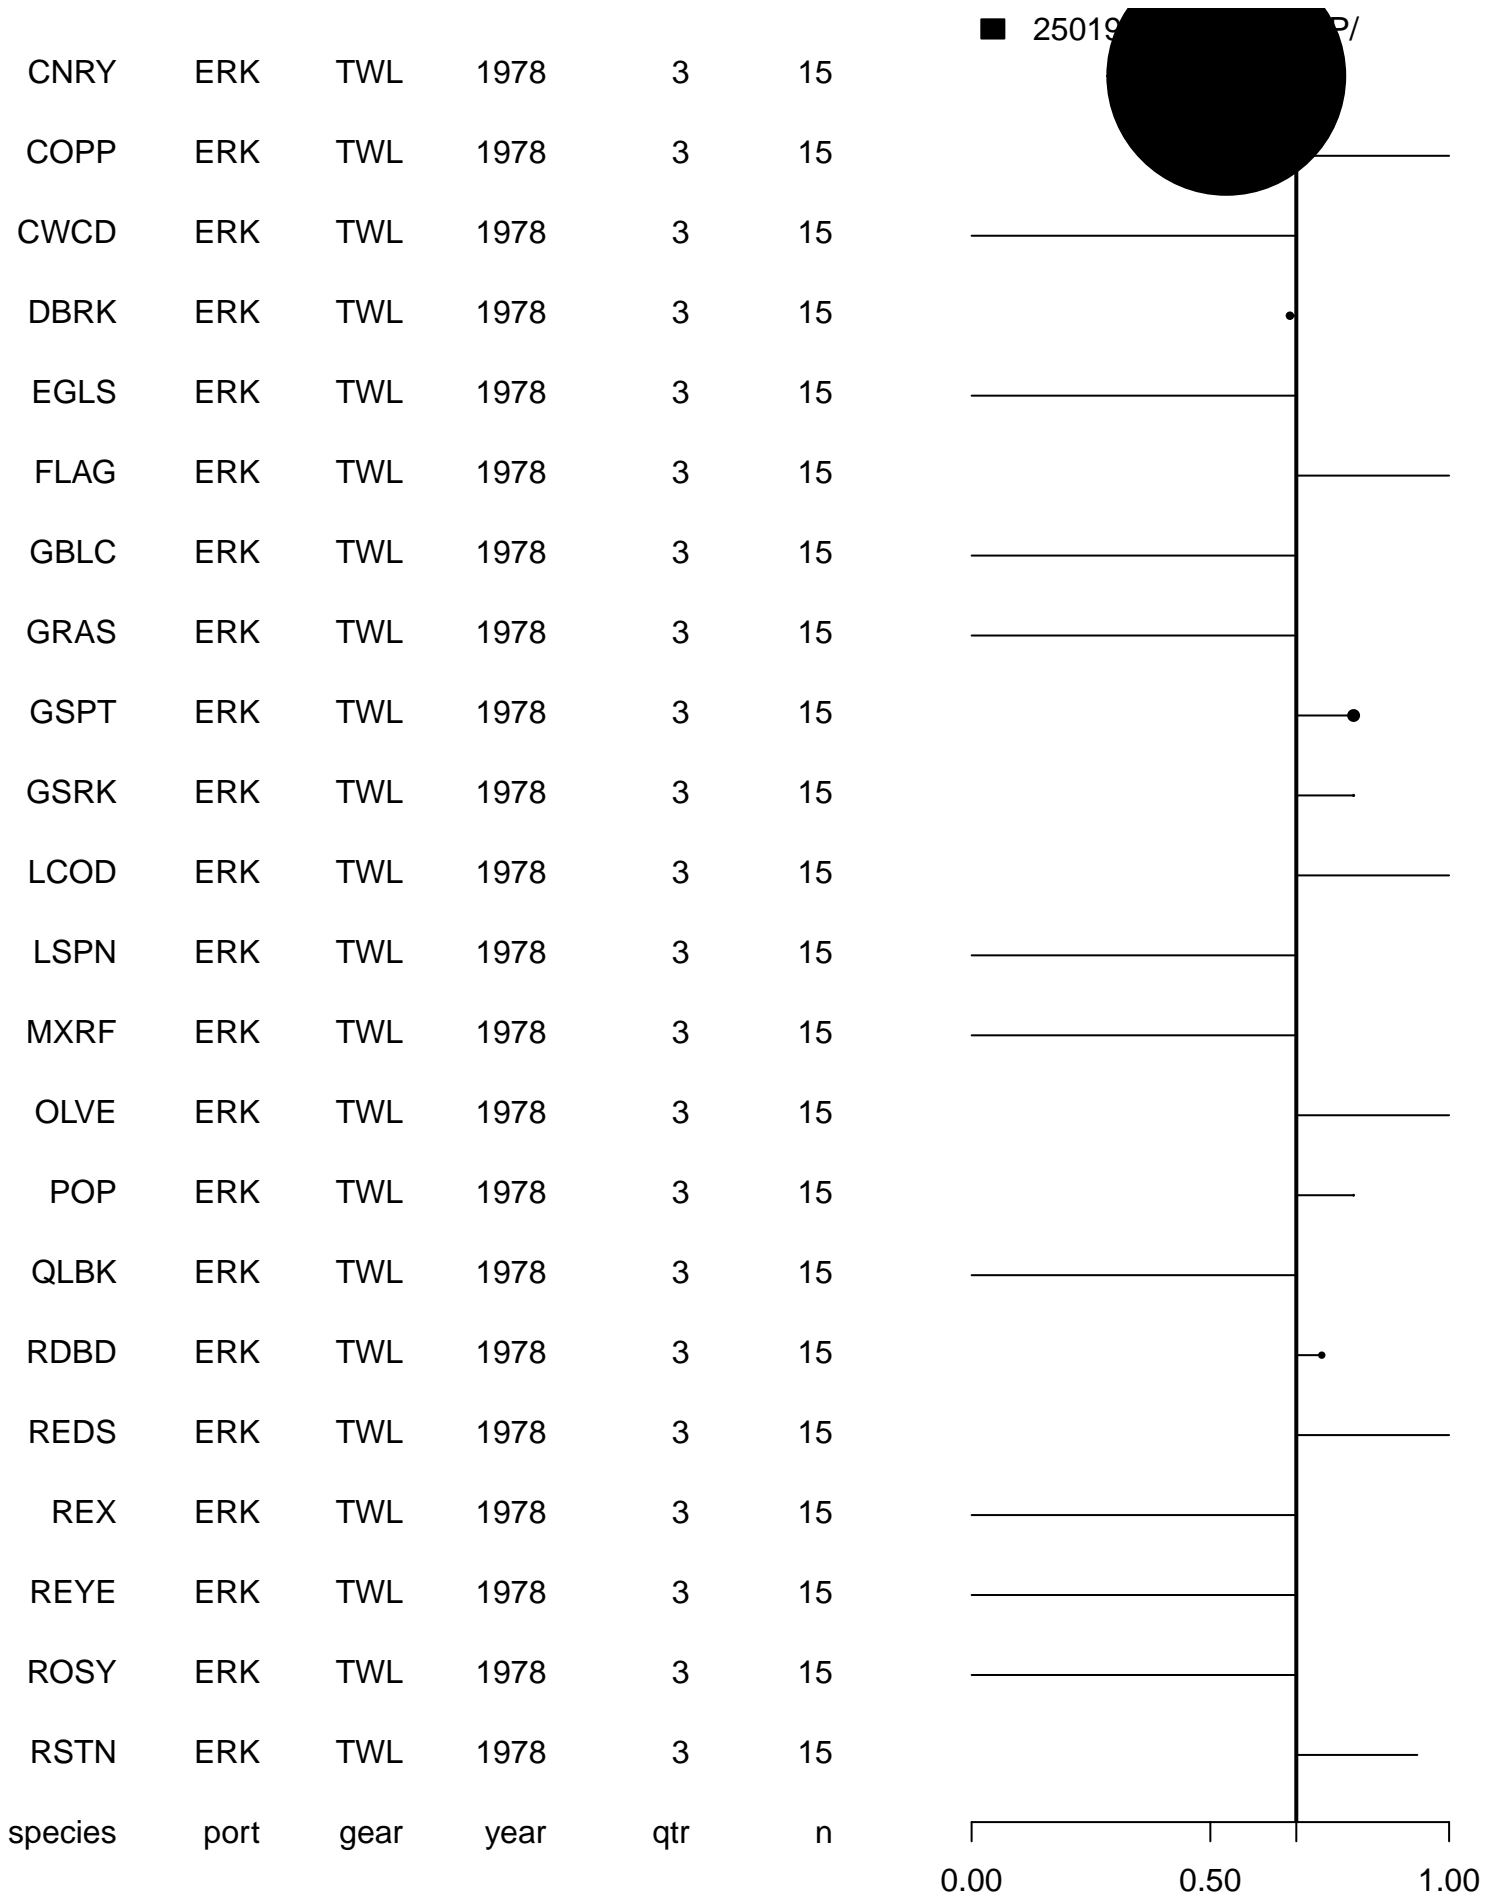 25019 P/
CNRY ERK TWL 1978 3 15
COPP ERK TWL 1978 3 15
CWCD ERK TWL 1978 3 15
DBRK ERK TWL 1978 3 15
EGLS ERK TWL 1978 3 15
FLAG ERK TWL 1978 3 15
GBLC ERK TWL 1978 3 15
GRAS ERK TWL 1978 3 15
GSPT ERK TWL 1978 3 15
GSRK ERK TWL 1978 3 15
LCOD ERK TWL 1978 3 15
LSPN ERK TWL 1978 3 15
MXRF ERK TWL 1978 3 15
OLVE ERK TWL 1978 3 15
POP ERK TWL 1978 3 15
QLBK ERK TWL 1978 3 15
RDBD ERK TWL 1978 3 15
REDS ERK TWL 1978 3 15
REX ERK TWL 1978 3 15
REYE ERK TWL 1978 3 15
ROSY ERK TWL 1978 3 15
RSTN ERK TWL 1978 3 15
species port gear year qtr n
0.00 0.50 1.00